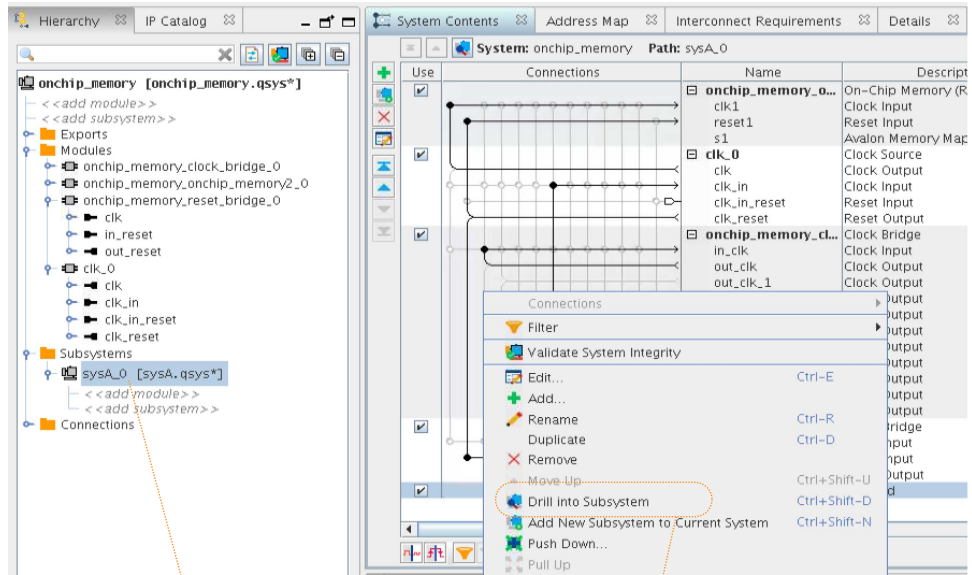 Hierarchy
IP Catalog
onchip_memory [onchip_memory.qsys*]
<<add module>>
<<add subsystem>>
Exports
Modules
onchip_memory_clock_bridge_0
onchip_memory_onchip_memory2_0
onchip_memory_reset_bridge_0
clk
in_reset
out_reset
clk_0
clk
clk_in
clk_in_reset
clk_reset
Subsystems
sysA_0 [sysA.qsys*]
<<add module>>
<<add subsystem>>
Connections
System Contents
Address Map
Interconnect Requirements
Details
System: onchip_memory Path: sysA_0
Use Connections Name Descript
onchip_memory_o... On-Chip Memory (R
clk1 Clock Input
reset1 Reset Input
s1 Avalon Memory Map
clk_0 Clock Source
clk Clock Output
clk_in Clock Input
clk_in_reset Reset Input
clk_reset Reset Output
onchip_memory_cl... Clock Bridge
in_clk Clock Input
out_clk Clock Output
out_clk_1 Clock Output
Connections
Filter
Validate System Integrity
Edit... Ctrl-E
Add...
Rename Ctrl-R
Duplicate Ctrl-D
Remove
Move Up Ctrl+Shift-U
Drill into Subsystem Ctrl+Shift-D
Add New Subsystem to Current System Ctrl+Shift-N
Push Down...
Pull Up